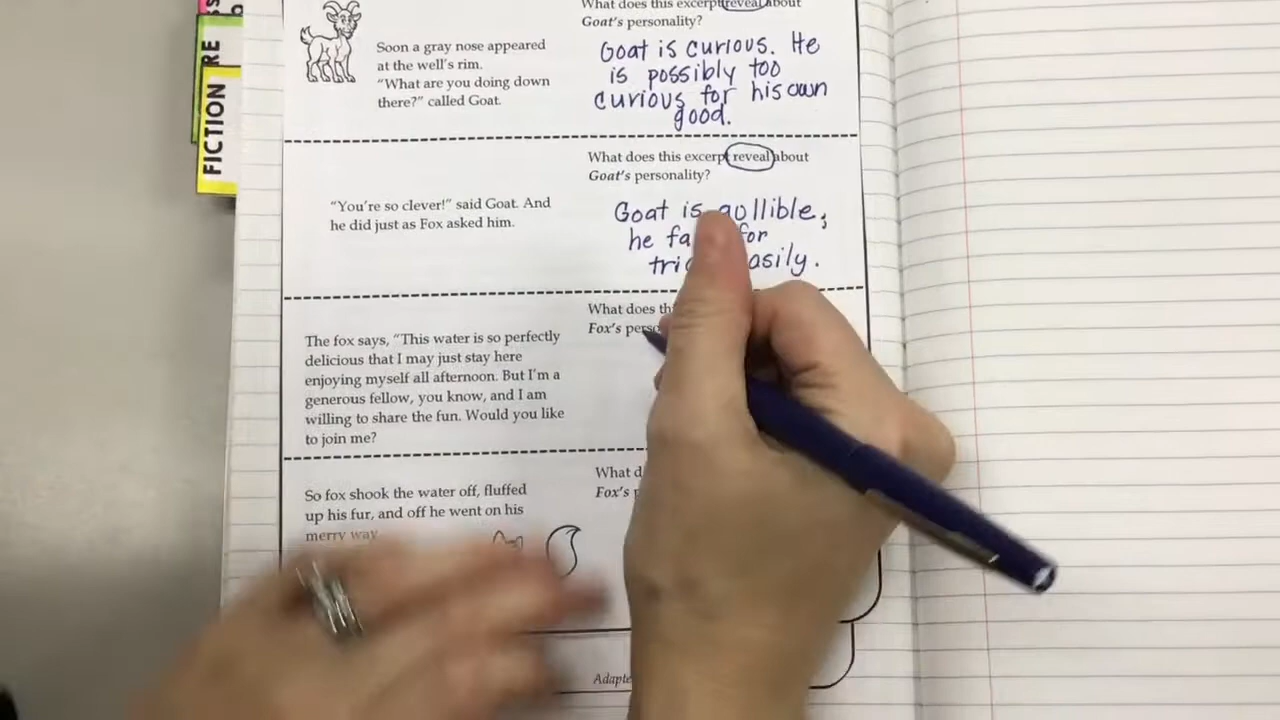 FICTION
RE
What does this excerpt reveal about
Goat's personality?
Soon a gray nose appeared
at the well's rim.
"What are you doing down
there?" called Goat.
Goat is curious. He
is possibly too
curious for his own
good.
What does this excerpt reveal about
Goat's personality?
"You're so clever!" said Goat. And
he did just as Fox asked him.
Goat is gullible;
he for
easily.
What does
Fox's
The fox says, "This water is so perfectly
delicious that I may just stay here
enjoying myself all afternoon. But I'm a
generous fellow, you know, and I am
willing to share the fun. Would you like
to join me?
Fox's
So fox shook the water off, fluffed
up his fur, and off he went on his
merry way